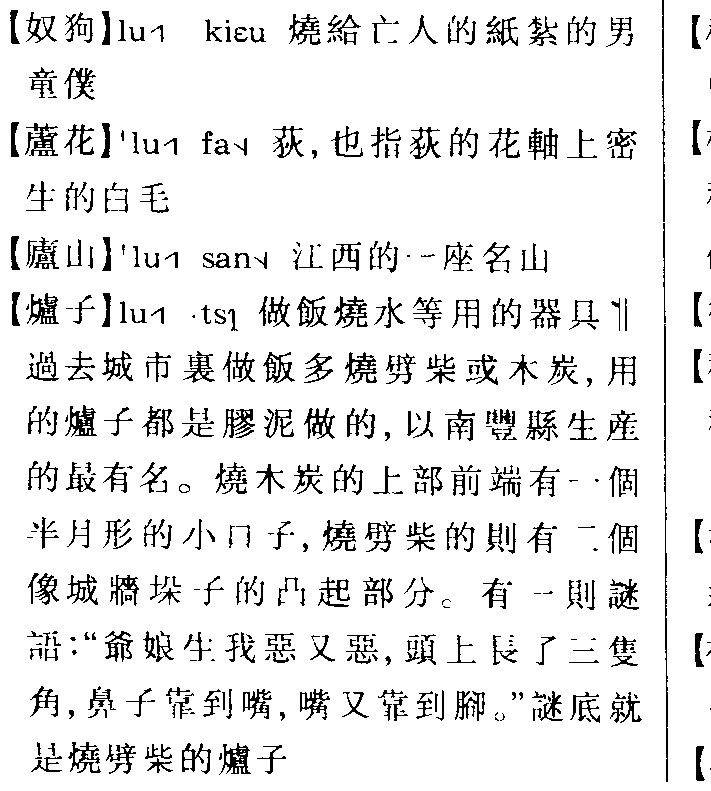 【奴狗】lu˧˥ kiɛu 燒給亡人的紙紮的男
童僕
【蘆花】ˈlu˧˥ fa˨˩ 荻,也指荻的花軸上密
生的白毛
【廬山】ˈlu˧˥ san˨˩ 江西的一座名山
【爐子】lu˧˥ ·tsɿ 做飯燒水等用的器具 ‖
過去城市裏做飯多燒劈柴或木炭,用
的爐子都是膠泥做的,以南豐縣生産
的最有名。燒木炭的上部前端有一個
半月形的小口子,燒劈柴的則有三個
像城牆垛子的凸起部分。有一則謎
語:“爺娘生我惡又惡,頭上長了三隻
角,鼻子靠到嘴,嘴又靠到腳。”謎底就
是燒劈柴的爐子